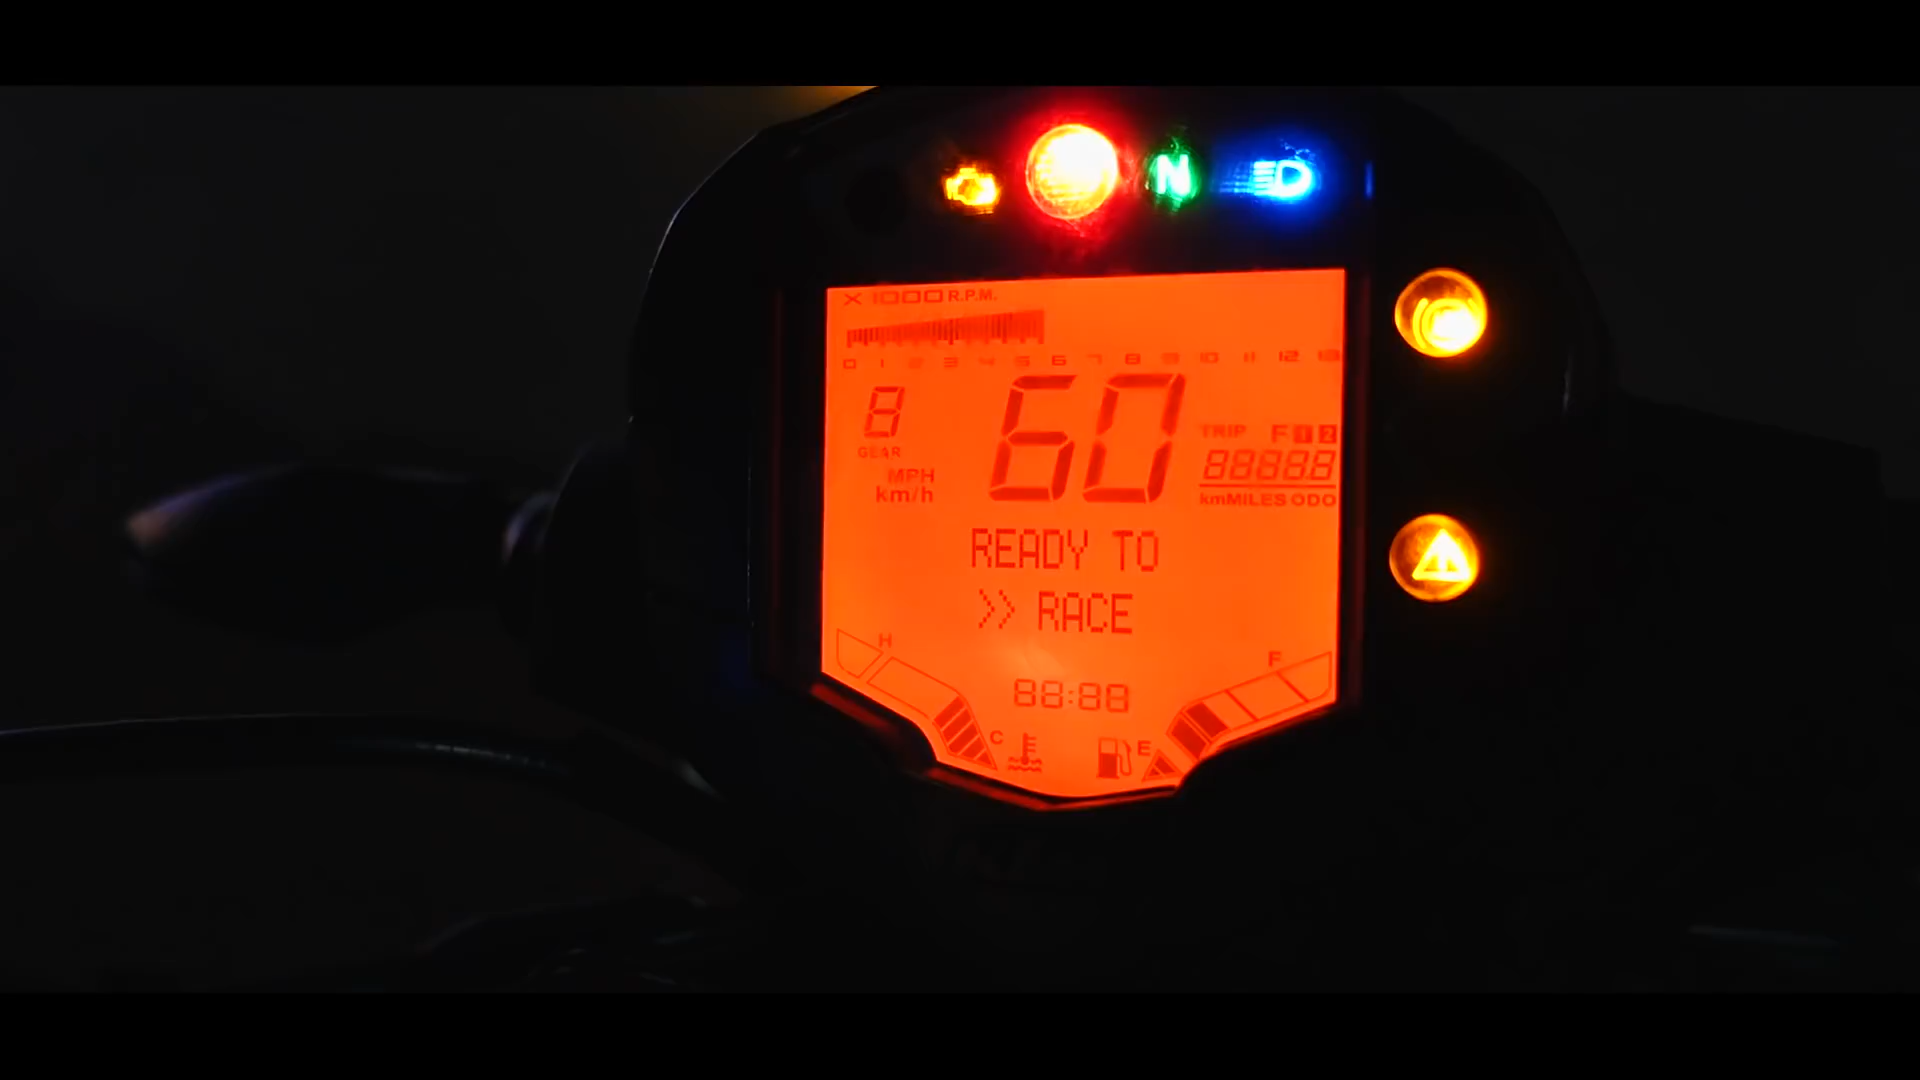 N
X 1000 R.P.M.
0 1 2 3 4 5 6 7 8 9 10 11 12 13
8
GEAR
MPH
km/h
60
TRIP F 1 2
88888
kmMILES ODO
READY TO
>> RACE
H
F
88:88
C
E